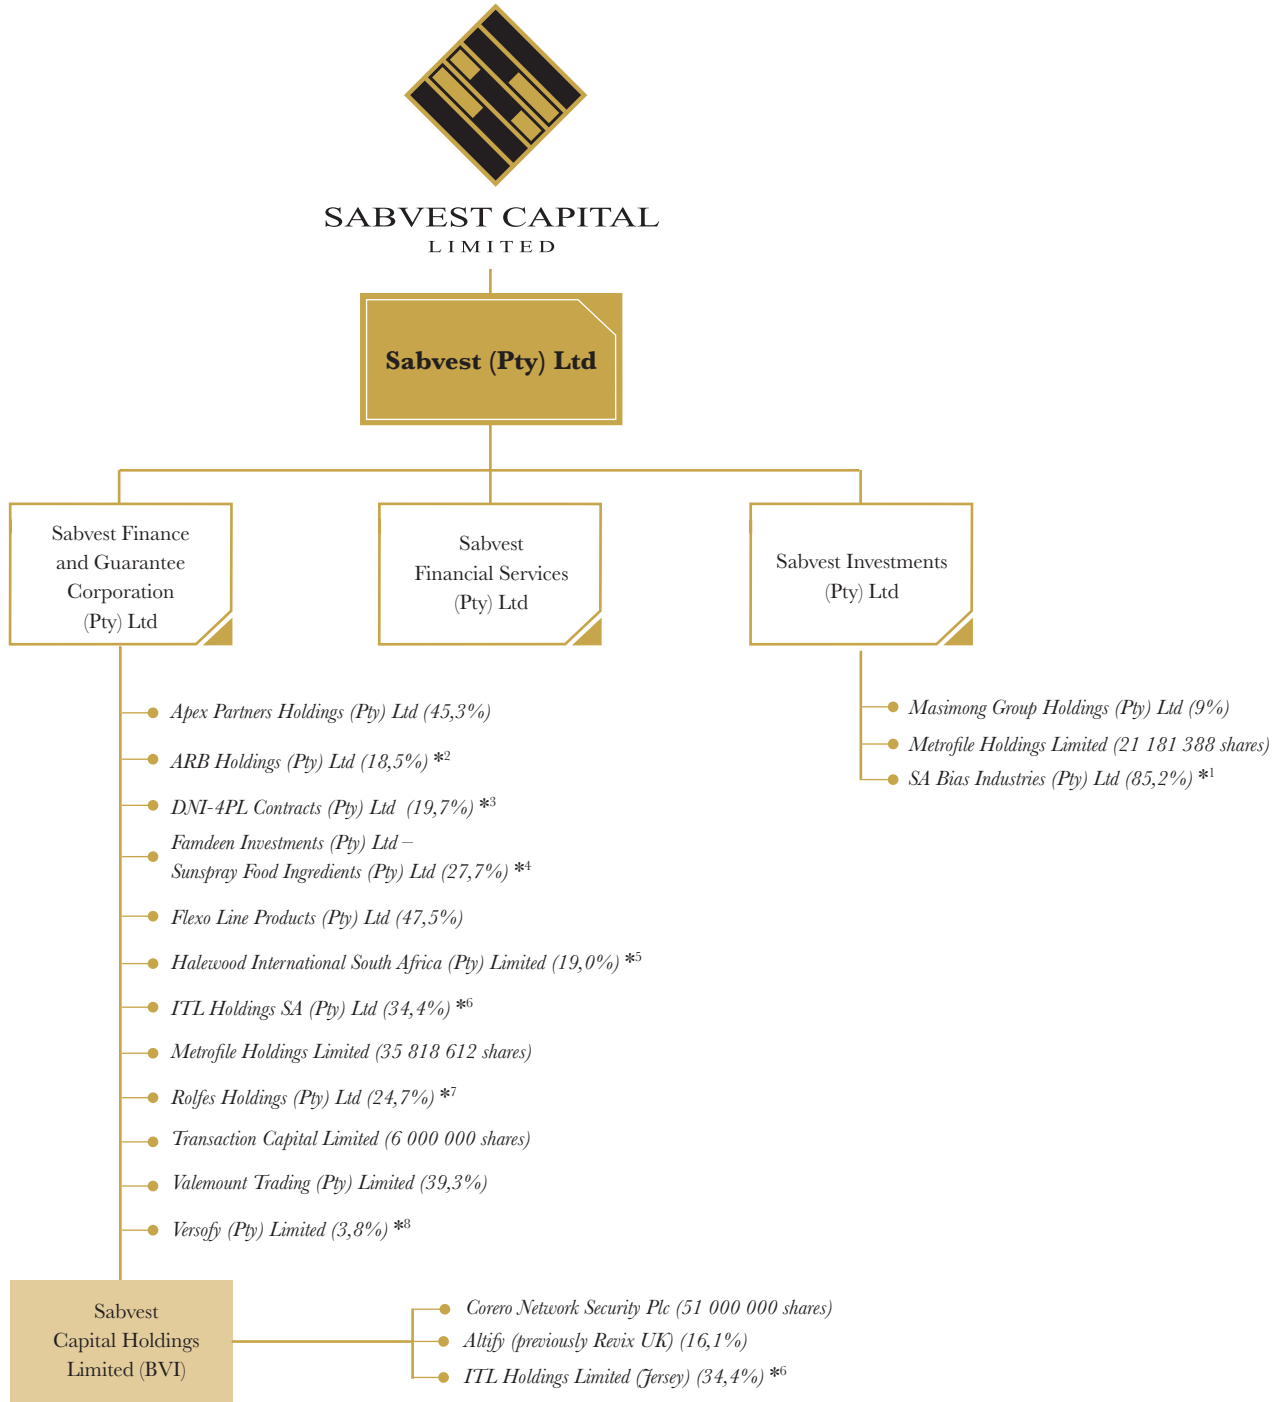 SABVEST CAPITAL
LIMITED
Sabvest (Pty) Ltd
Sabvest Finance
and Guarantee
Corporation
(Pty) Ltd
Sabvest
Financial Services
(Pty) Ltd
Sabvest Investments
(Pty) Ltd
Apex Partners Holdings (Pty) Ltd (45,3%)
ARB Holdings (Pty) Ltd (18,5%) *2
DNI-4PL Contracts (Pty) Ltd (19,7%) *3
Famdeen Investments (Pty) Ltd –
Sunspray Food Ingredients (Pty) Ltd (27,7%) *4
Flexo Line Products (Pty) Ltd (47,5%)
Halewood International South Africa (Pty) Limited (19,0%) *5
ITL Holdings SA (Pty) Ltd (34,4%) *6
Metrofile Holdings Limited (35 818 612 shares)
Rolfes Holdings (Pty) Ltd (24,7%) *7
Transaction Capital Limited (6 000 000 shares)
Valemount Trading (Pty) Limited (39,3%)
Versofy (Pty) Limited (3,8%) *8
Masimong Group Holdings (Pty) Ltd (9%)
Metrofile Holdings Limited (21 181 388 shares)
SA Bias Industries (Pty) Ltd (85,2%) *1
Sabvest
Capital Holdings
Limited (BVI)
Corero Network Security Plc (51 000 000 shares)
Altify (previously Revix UK) (16,1%)
ITL Holdings Limited (Jersey) (34,4%) *6